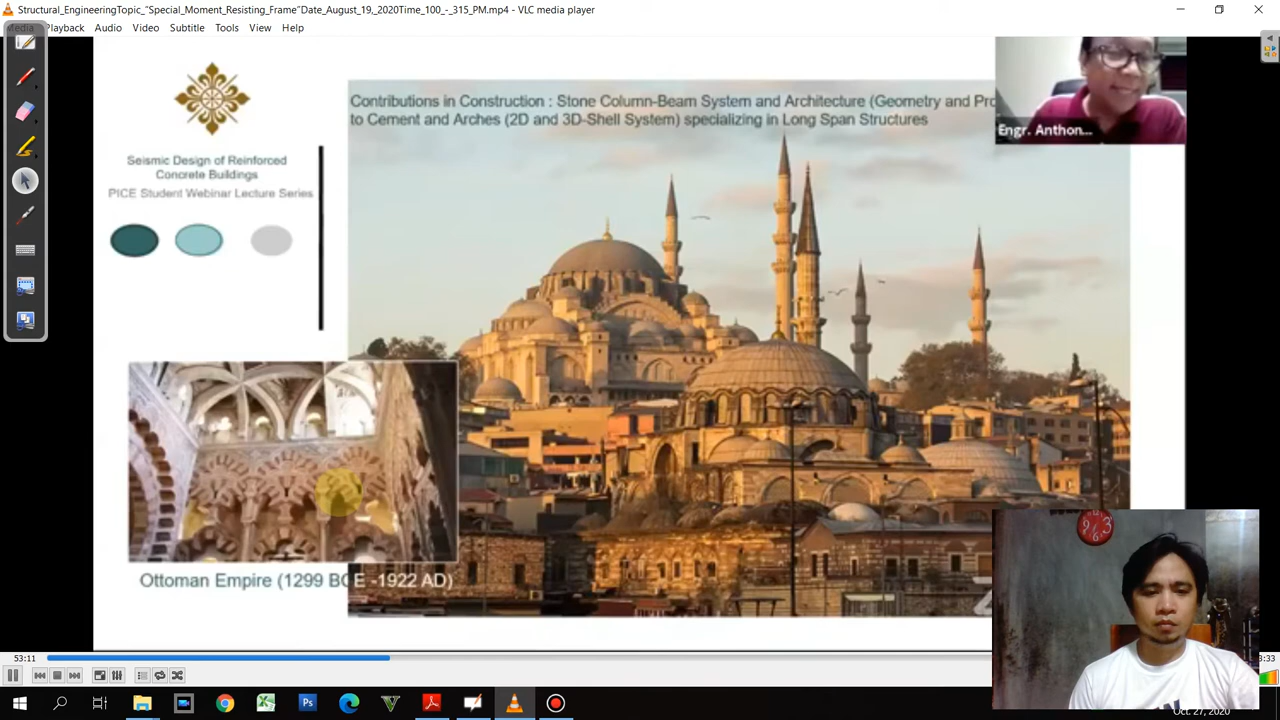 Structural_EngineeringTopic_"Special_Moment_Resisting_Frame"Date_August_19,_2020Time_100_-_315_PM.mp4 - VLC media player
Media Playback Audio Video Subtitle Tools View Help
Contributions in Construction : Stone Column-Beam System and Architecture (Geometry and Pro
to Cement and Arches (2D and 3D-Shell System) specializing in Long Span Structures
Engr. Anthon...
Seismic Design of Reinforced
Concrete Buildings
PICE Student Webinar Lecture Series
Ottoman Empire (1299 BCE -1922 AD)
53:11
3:33
Oct. 27, 2020